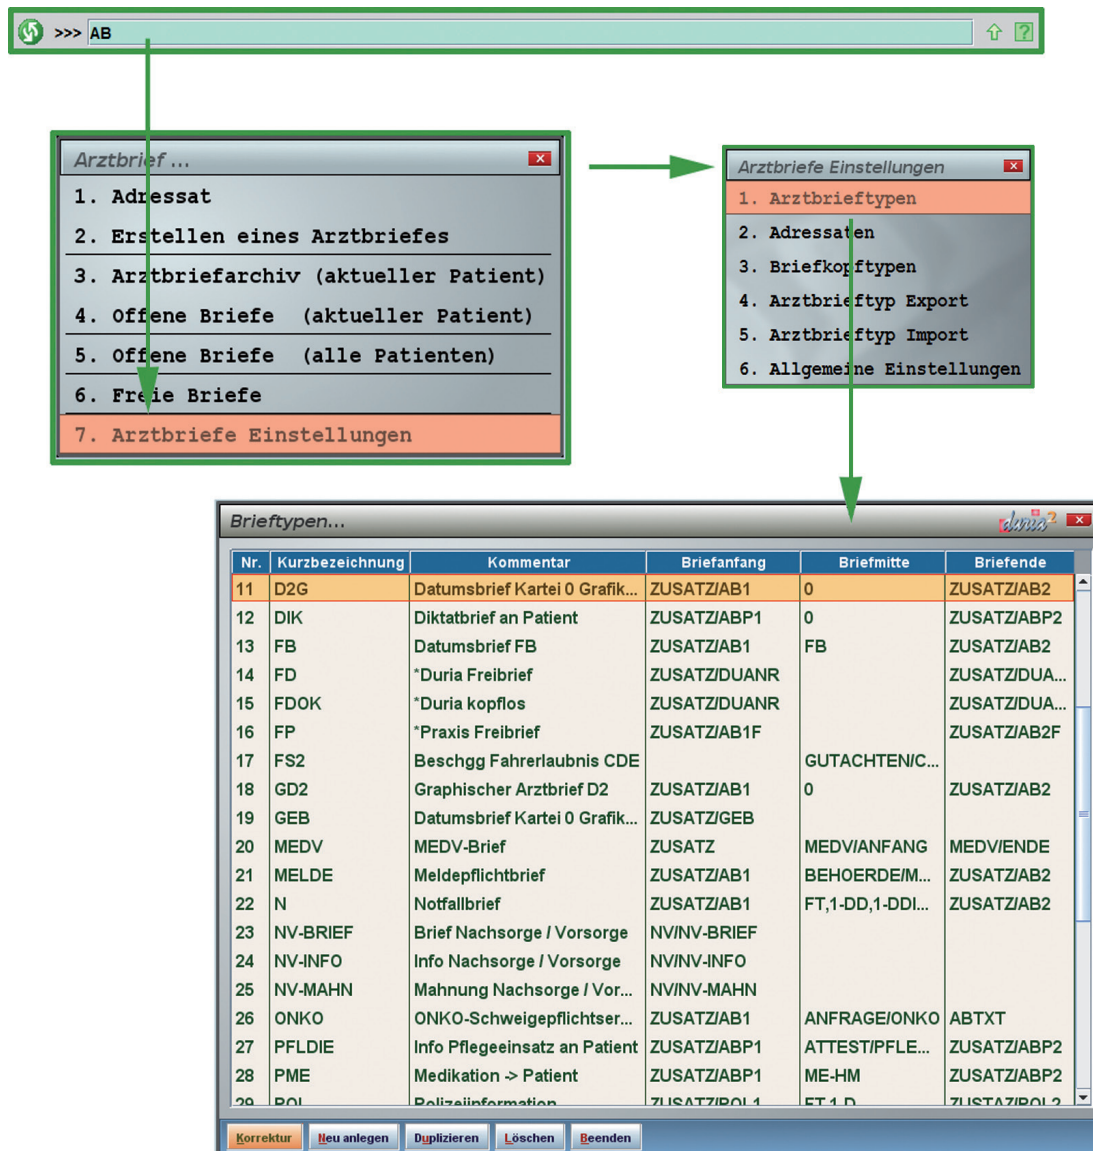 >>> AB
Arztbrief ...
1. Adressat
2. Erstellen eines Arztbriefes
3. Arztbriefarchiv (aktueller Patient)
4. Offene Briefe (aktueller Patient)
5. Offene Briefe (alle Patienten)
6. Freie Briefe
7. Arztbriefe Einstellungen
Arztbriefe Einstellungen
1. Arztbrieftypen
2. Adressaten
3. Briefkopftypen
4. Arztbrieftyp Export
5. Arztbrieftyp Import
6. Allgemeine Einstellungen
Brieftypen... duria2
Nr. Kurzbezeichnung Kommentar Briefanfang Briefmitte Briefende
11 D2G Datumsbrief Kartei 0 Grafik... ZUSATZ/AB1 0 ZUSATZ/AB2
12 DIK Diktatbrief an Patient ZUSATZ/ABP1 0 ZUSATZ/ABP2
13 FB Datumsbrief FB ZUSATZ/AB1 FB ZUSATZ/AB2
14 FD *Duria Freibrief ZUSATZ/DUANR ZUSATZ/DUA...
15 FDOK *Duria kopflos ZUSATZ/DUANR ZUSATZ/DUA...
16 FP *Praxis Freibrief ZUSATZ/AB1F ZUSATZ/AB2F
17 FS2 Beschgg Fahrerlaubnis CDE GUTACHTEN/C...
18 GD2 Graphischer Arztbrief D2 ZUSATZ/AB1 0 ZUSATZ/AB2
19 GEB Datumsbrief Kartei 0 Grafik... ZUSATZ/GEB
20 MEDV MEDV-Brief ZUSATZ MEDV/ANFANG MEDV/ENDE
21 MELDE Meldepflichtbrief ZUSATZ/AB1 BEHOERDE/M... ZUSATZ/AB2
22 N Notfallbrief ZUSATZ/AB1 FT,1-DD,1-DDI... ZUSATZ/AB2
23 NV-BRIEF Brief Nachsorge / Vorsorge NV/NV-BRIEF
24 NV-INFO Info Nachsorge / Vorsorge NV/NV-INFO
25 NV-MAHN Mahnung Nachsorge / Vor... NV/NV-MAHN
26 ONKO ONKO-Schweigepflichtser... ZUSATZ/AB1 ANFRAGE/ONKO ABTXT
27 PFLDIE Info Pflegeeinsatz an Patient ZUSATZ/ABP1 ATTEST/PFLE... ZUSATZ/ABP2
28 PME Medikation -> Patient ZUSATZ/ABP1 ME-HM ZUSATZ/ABP2
29 POL Polizeiinformation ZUSATZ/POL1 FT,1,D ZUSTAZ/POL2
Korrektur Neu anlegen Duplizieren Löschen Beenden